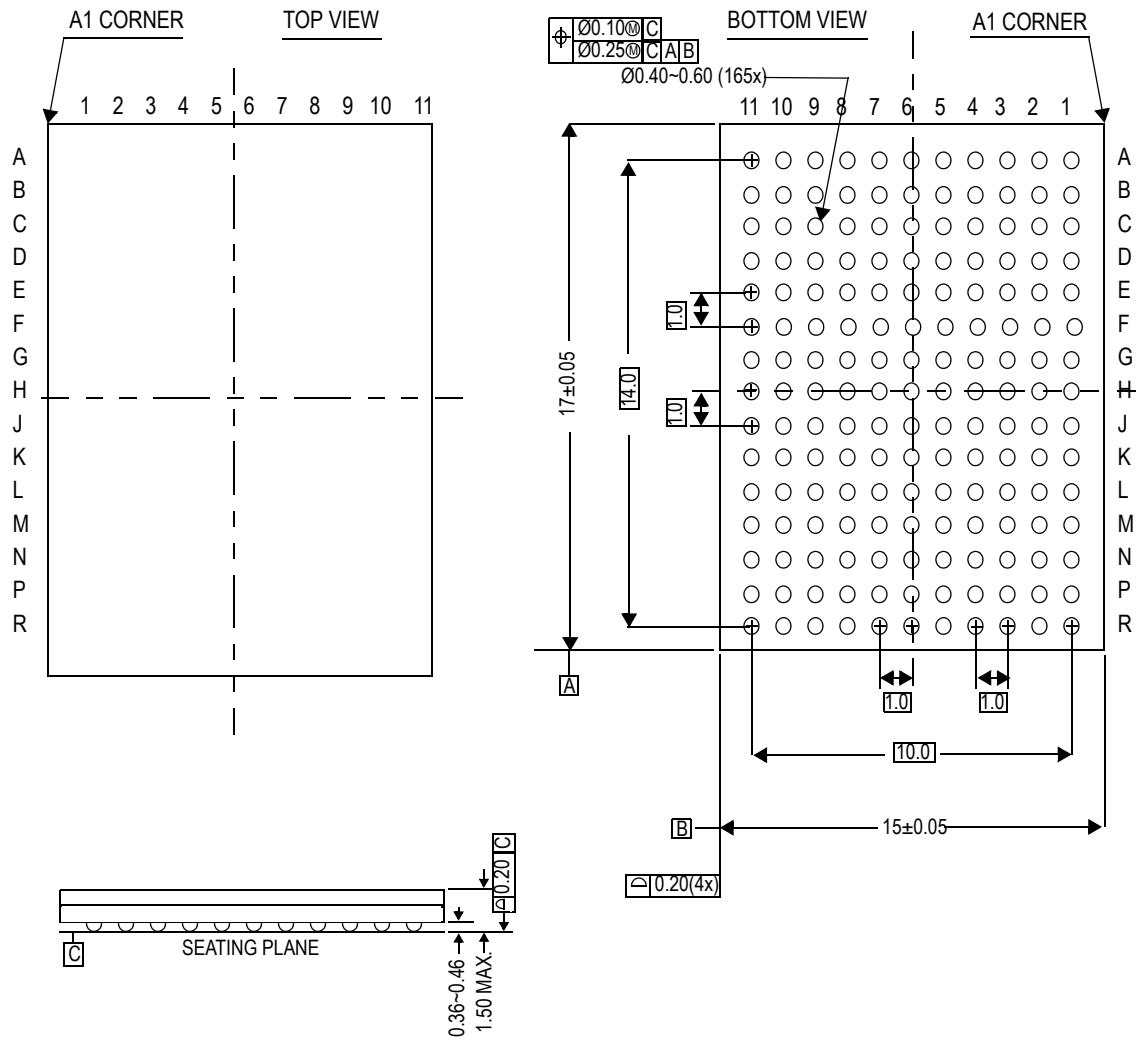 A1 CORNER
TOP VIEW
BOTTOM VIEW
A1 CORNER
⌖ Ø0.10Ⓜ C
Ø0.25Ⓜ C A B
Ø0.40~0.60 (165x)
1 2 3 4 5 6 7 8 9 10 11
11 10 9 8 7 6 5 4 3 2 1
A
B
C
D
E
F
G
H
J
K
L
M
N
P
R
A
B
C
D
E
F
G
H
J
K
L
M
N
P
R
17±0.05
14.0
1.0
1.0
A
1.0
1.0
10.0
B
15±0.05
⌓ 0.20(4x)
⌓ 0.20 C
C
SEATING PLANE
0.36~0.46
1.50 MAX.